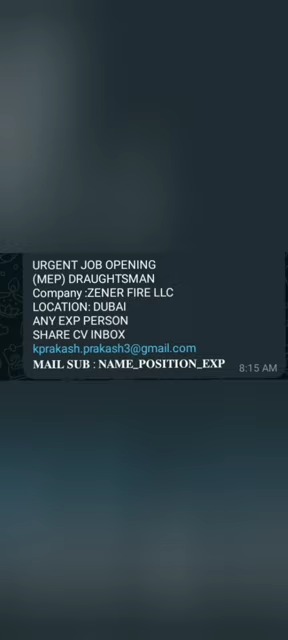 URGENT JOB OPENING
(MEP) DRAUGHTSMAN
Company :ZENER FIRE LLC
LOCATION: DUBAI
ANY EXP PERSON
SHARE CV INBOX
kprakash.prakash3@gmail.com
MAIL SUB : NAME_POSITION_EXP
8:15 AM